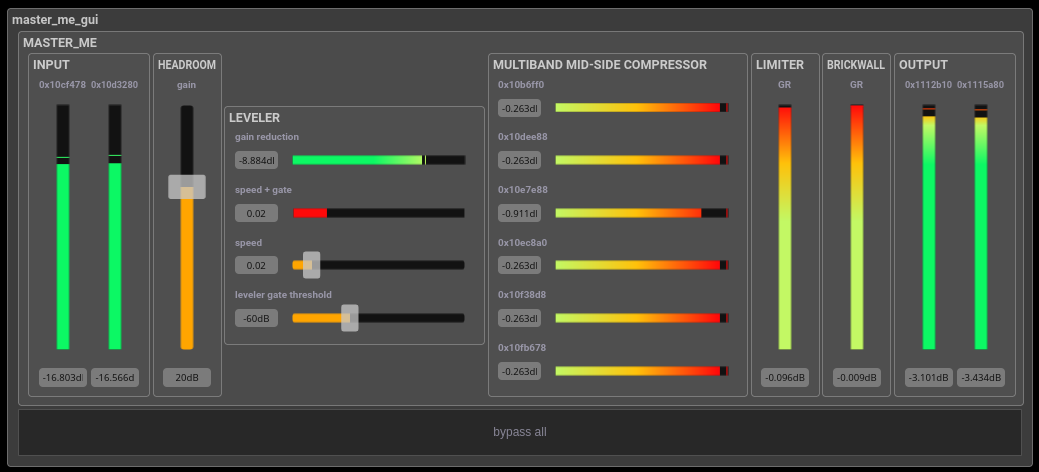 master_me_gui
MASTER_ME
INPUT
0x10cf478 0x10d3280
-16.803d
-16.566d
HEADROOM
gain
20dB
LEVELER
gain reduction
-8.884dl
speed + gate
0.02
speed
0.02
leveler gate threshold
-60dB
MULTIBAND MID-SIDE COMPRESSOR
0x10b6ff0
-0.263dl
0x10dee88
-0.263dl
0x10e7e88
-0.911dl
0x10ec8a0
-0.263dl
0x10f38d8
-0.263dl
0x10fb678
-0.263dl
LIMITER
GR
-0.096dB
BRICKWALL
GR
-0.009dB
OUTPUT
0x1112b10 0x1115a80
-3.101dB
-3.434dB
bypass all